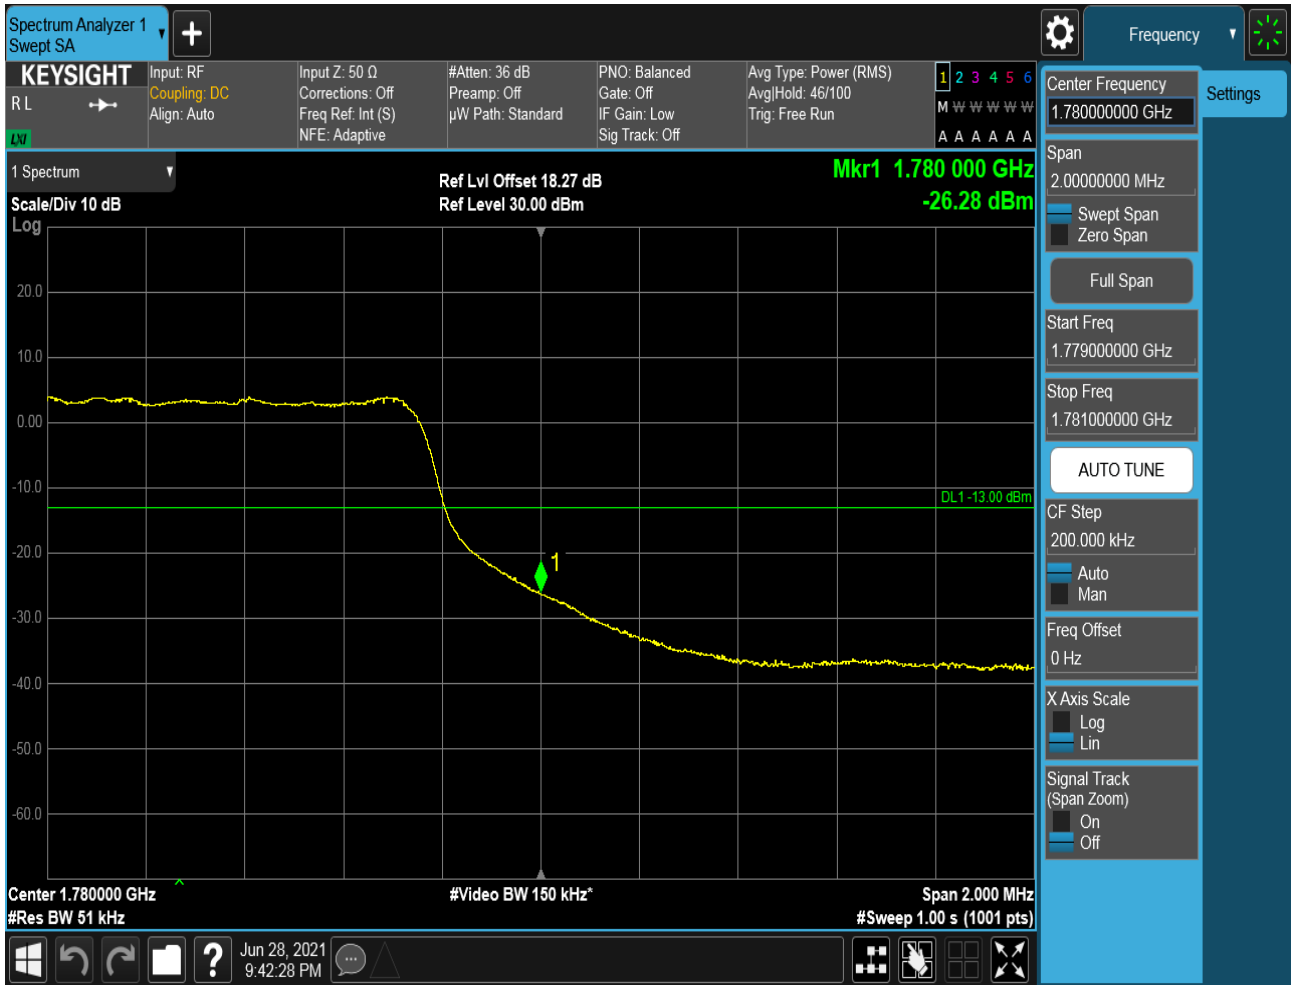 Spectrum Analyzer 1
Swept SA
Frequency
KEYSIGHT
R L
LXI
Input: RF
Coupling: DC
Align: Auto
Input Z: 50 Ω
Corrections: Off
Freq Ref: Int (S)
NFE: Adaptive
#Atten: 36 dB
Preamp: Off
µW Path: Standard
PNO: Balanced
Gate: Off
IF Gain: Low
Sig Track: Off
Avg Type: Power (RMS)
Avg|Hold: 46/100
Trig: Free Run
1 2 3 4 5 6
M W W W W W
A A A A A A
1 Spectrum
Scale/Div 10 dB
Log
Ref Lvl Offset 18.27 dB
Ref Level 30.00 dBm
Mkr1 1.780 000 GHz
-26.28 dBm
20.0
10.0
0.00
-10.0
-20.0
-30.0
-40.0
-50.0
-60.0
DL1 -13.00 dBm
1
Center 1.780000 GHz
#Res BW 51 kHz
#Video BW 150 kHz*
Span 2.000 MHz
#Sweep 1.00 s (1001 pts)
Jun 28, 2021
9:42:28 PM
Center Frequency
1.780000000 GHz
Settings
Span
2.00000000 MHz
Swept Span
Zero Span
Full Span
Start Freq
1.779000000 GHz
Stop Freq
1.781000000 GHz
AUTO TUNE
CF Step
200.000 kHz
Auto
Man
Freq Offset
0 Hz
X Axis Scale
Log
Lin
Signal Track
(Span Zoom)
On
Off